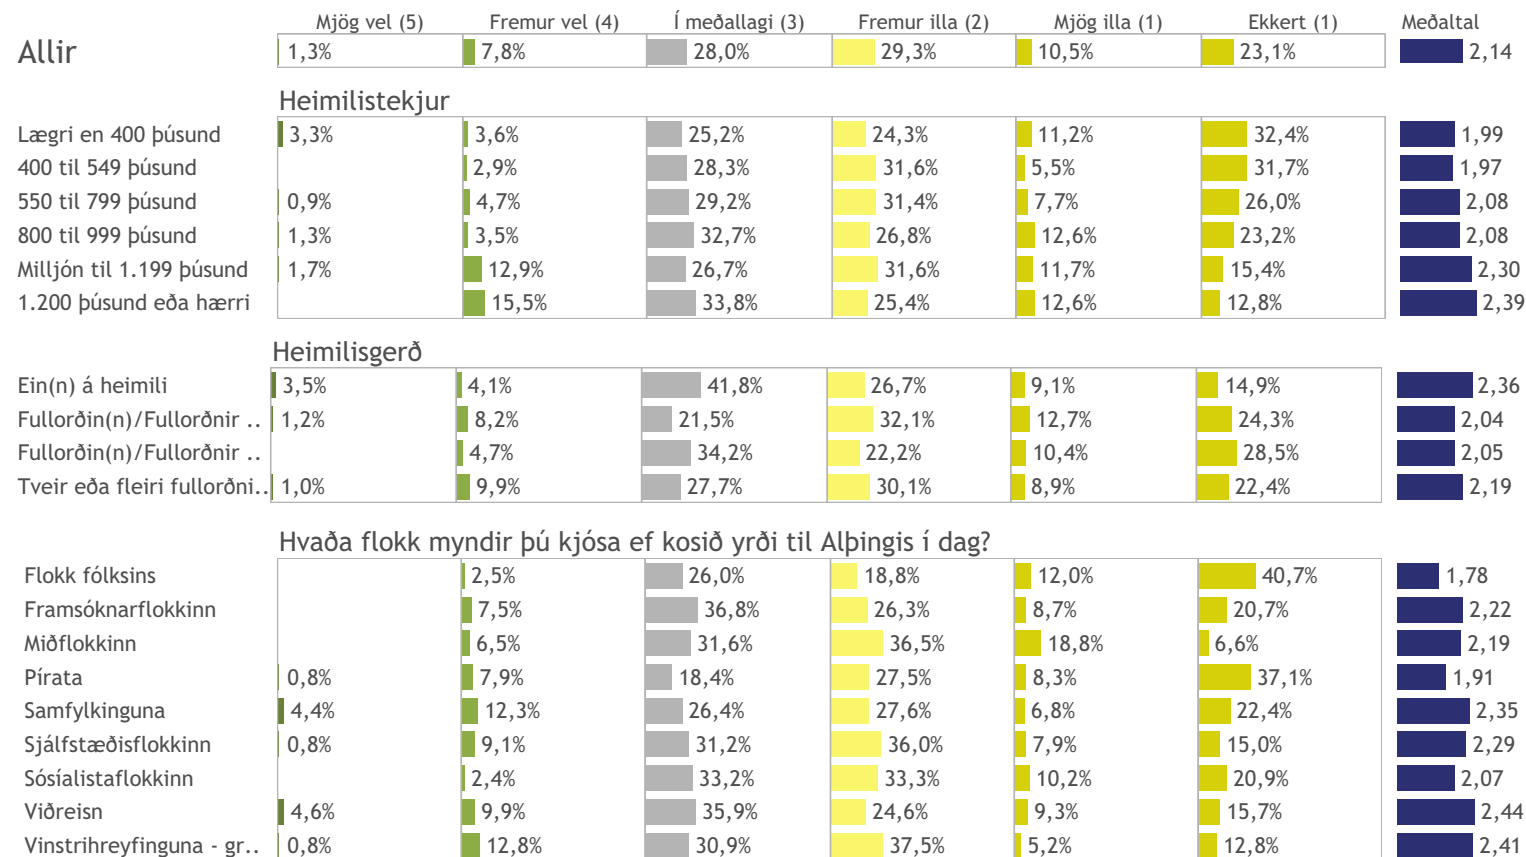 Mjög vel (5) Fremur vel (4) Í meðallagi (3) Fremur illa (2) Mjög illa (1) Ekkert (1) Meðaltal
Allir 1,3% 7,8% 28,0% 29,3% 10,5% 23,1% 2,14
Heimilistekjur
Lægri en 400 þúsund 3,3% 3,6% 25,2% 24,3% 11,2% 32,4% 1,99
400 til 549 þúsund 2,9% 28,3% 31,6% 5,5% 31,7% 1,97
550 til 799 þúsund 0,9% 4,7% 29,2% 31,4% 7,7% 26,0% 2,08
800 til 999 þúsund 1,3% 3,5% 32,7% 26,8% 12,6% 23,2% 2,08
Milljón til 1.199 þúsund 1,7% 12,9% 26,7% 31,6% 11,7% 15,4% 2,30
1.200 þúsund eða hærri 15,5% 33,8% 25,4% 12,6% 12,8% 2,39
Heimilisgerð
Ein(n) á heimili 3,5% 4,1% 41,8% 26,7% 9,1% 14,9% 2,36
Fullorðin(n)/Fullorðnir .. 1,2% 8,2% 21,5% 32,1% 12,7% 24,3% 2,04
Fullorðin(n)/Fullorðnir .. 4,7% 34,2% 22,2% 10,4% 28,5% 2,05
Tveir eða fleiri fullorðni.. 1,0% 9,9% 27,7% 30,1% 8,9% 22,4% 2,19
Hvaða flokk myndir þú kjósa ef kosið yrði til Alþingis í dag?
Flokk fólksins 2,5% 26,0% 18,8% 12,0% 40,7% 1,78
Framsóknarflokkinn 7,5% 36,8% 26,3% 8,7% 20,7% 2,22
Miðflokkinn 6,5% 31,6% 36,5% 18,8% 6,6% 2,19
Pírata 0,8% 7,9% 18,4% 27,5% 8,3% 37,1% 1,91
Samfylkinguna 4,4% 12,3% 26,4% 27,6% 6,8% 22,4% 2,35
Sjálfstæðisflokkinn 0,8% 9,1% 31,2% 36,0% 7,9% 15,0% 2,29
Sósíalistaflokkinn 2,4% 33,2% 33,3% 10,2% 20,9% 2,07
Viðreisn 4,6% 9,9% 35,9% 24,6% 9,3% 15,7% 2,44
Vinstrihreyfinguna - gr.. 0,8% 12,8% 30,9% 37,5% 5,2% 12,8% 2,41